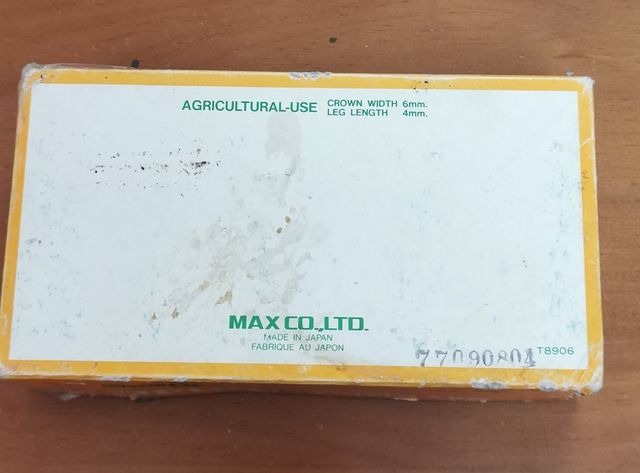 AGRICULTURAL-USE CROWN WIDTH 6mm.
LEG LENGTH 4mm.
MAX CO.,LTD.
MADE IN JAPAN
FABRIQUE AU JAPON
77090804 T8906